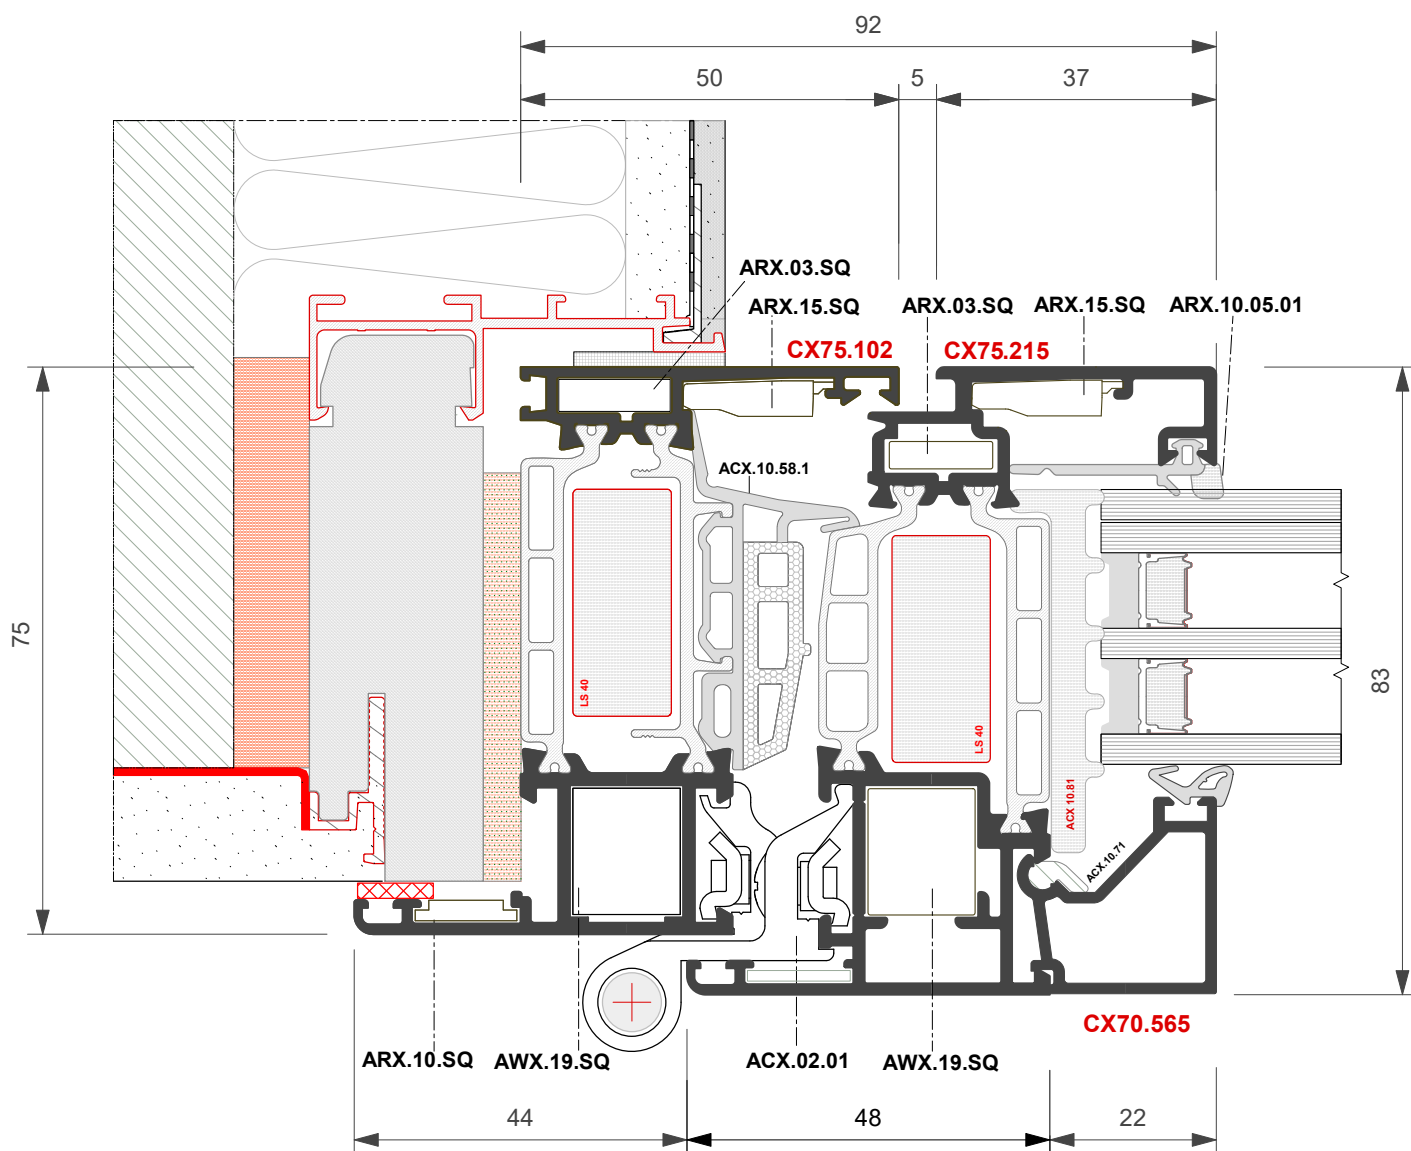 92
50 5 37
ARX.03.SQ
ARX.15.SQ ARX.03.SQ ARX.15.SQ ARX.10.05.01
CX75.102 CX75.215
ACX.10.58.1
75
83
LS 40
LS 40
ACX 10.81
ACX.10.71
CX70.565
ARX.10.SQ AWX.19.SQ ACX.02.01 AWX.19.SQ
44 48 22